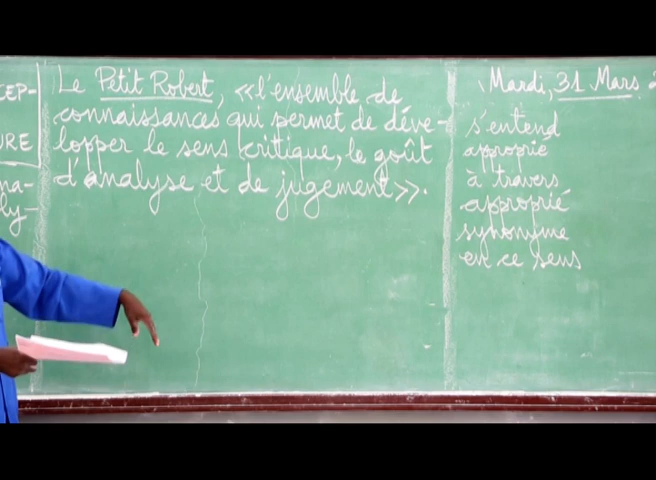 CEP-
URE
na-
ly-
Le Petit Robert, «l'ensemble de
connaissances qui permet de déve-
lopper le sens critique, le goût
d'analyse et de jugement».
Mardi, 31 Mars
s'entend
approprié
à travers
approprié
synonyme
en ce sens